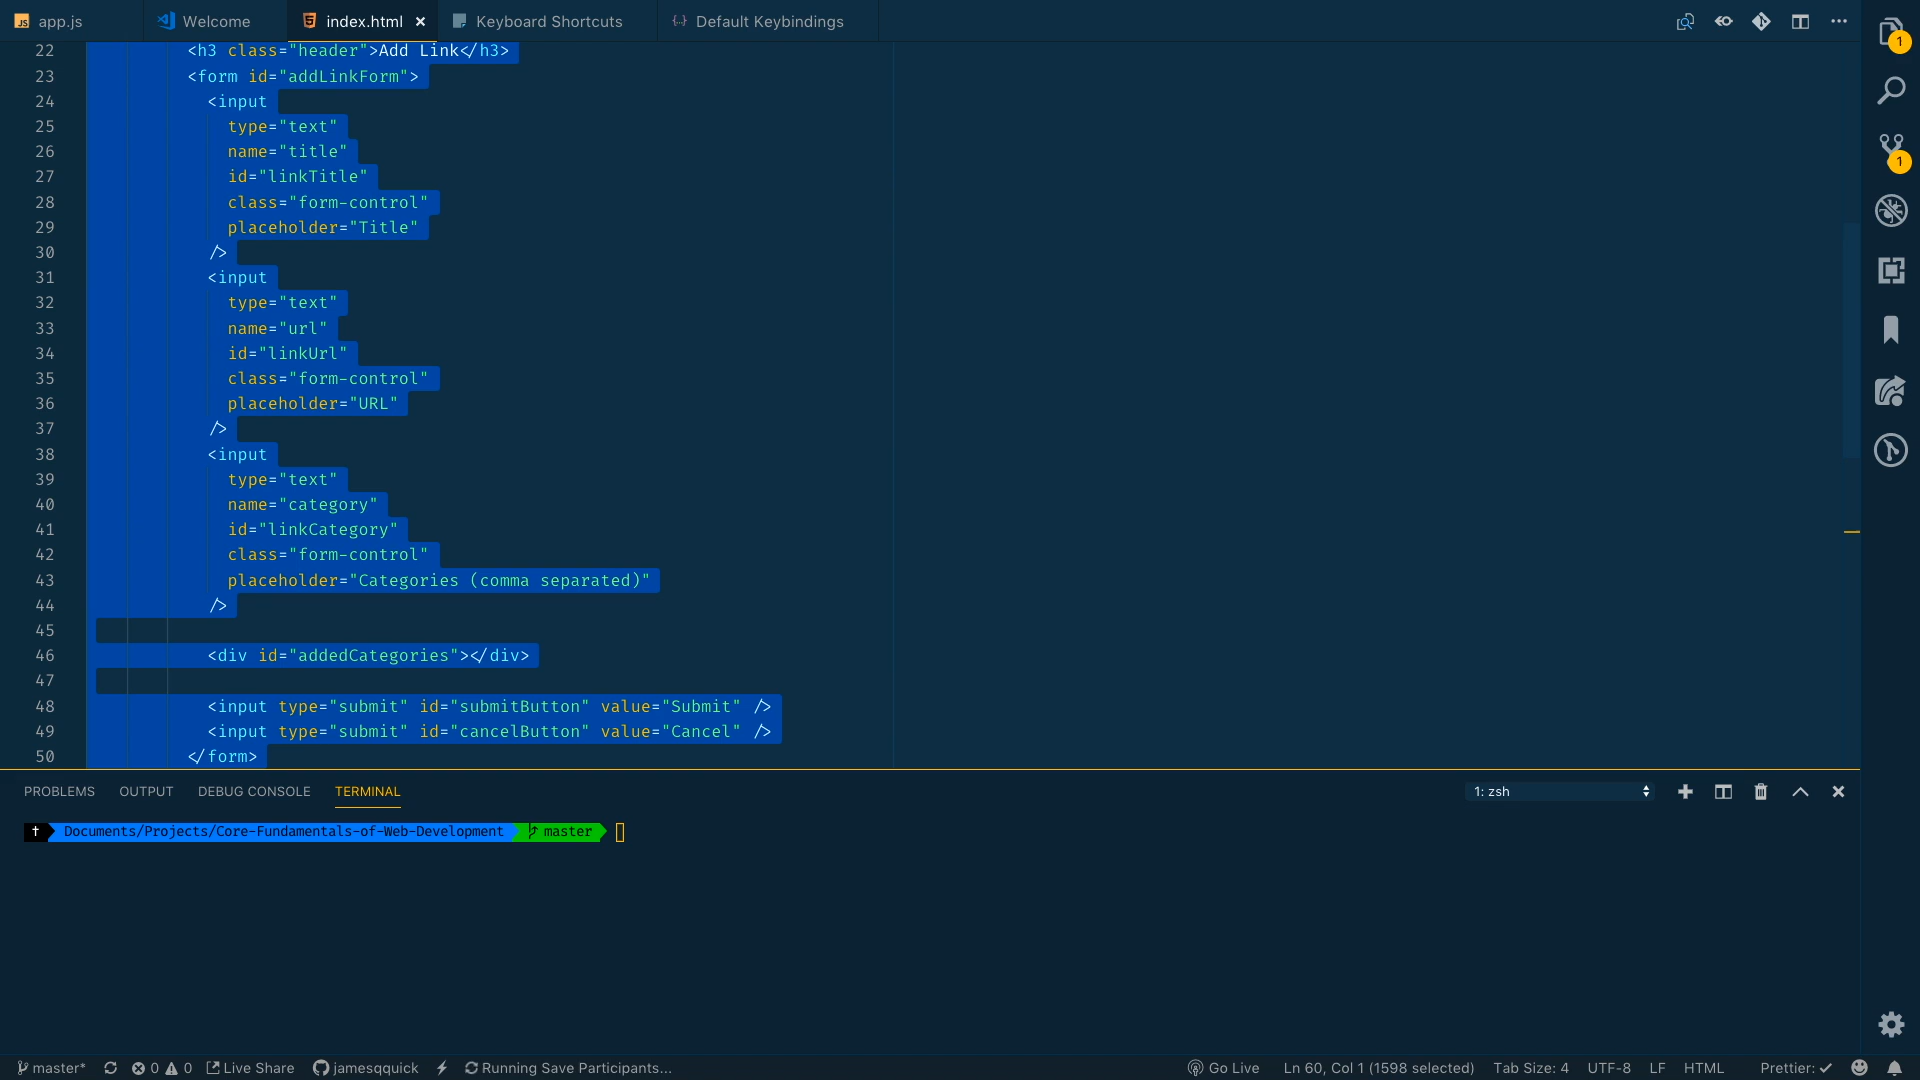 app.js
Welcome
index.html
Keyboard Shortcuts
Default Keybindings
22 <h3 class="header">Add Link</h3>
23 <form id="addLinkForm">
24 <input
25 type="text"
26 name="title"
27 id="linkTitle"
28 class="form-control"
29 placeholder="Title"
30 />
31 <input
32 type="text"
33 name="url"
34 id="linkUrl"
35 class="form-control"
36 placeholder="URL"
37 />
38 <input
39 type="text"
40 name="category"
41 id="linkCategory"
42 class="form-control"
43 placeholder="Categories (comma separated)"
44 />
45
46 <div id="addedCategories"></div>
47
48 <input type="submit" id="submitButton" value="Submit" />
49 <input type="submit" id="cancelButton" value="Cancel" />
50 </form>
1
1
PROBLEMS OUTPUT DEBUG CONSOLE TERMINAL 1: zsh
Documents/Projects/Core-Fundamentals-of-Web-Development master
master* 0 0 Live Share jamesqquick Running Save Participants... Go Live Ln 60, Col 1 (1598 selected) Tab Size: 4 UTF-8 LF HTML Prettier: ✓